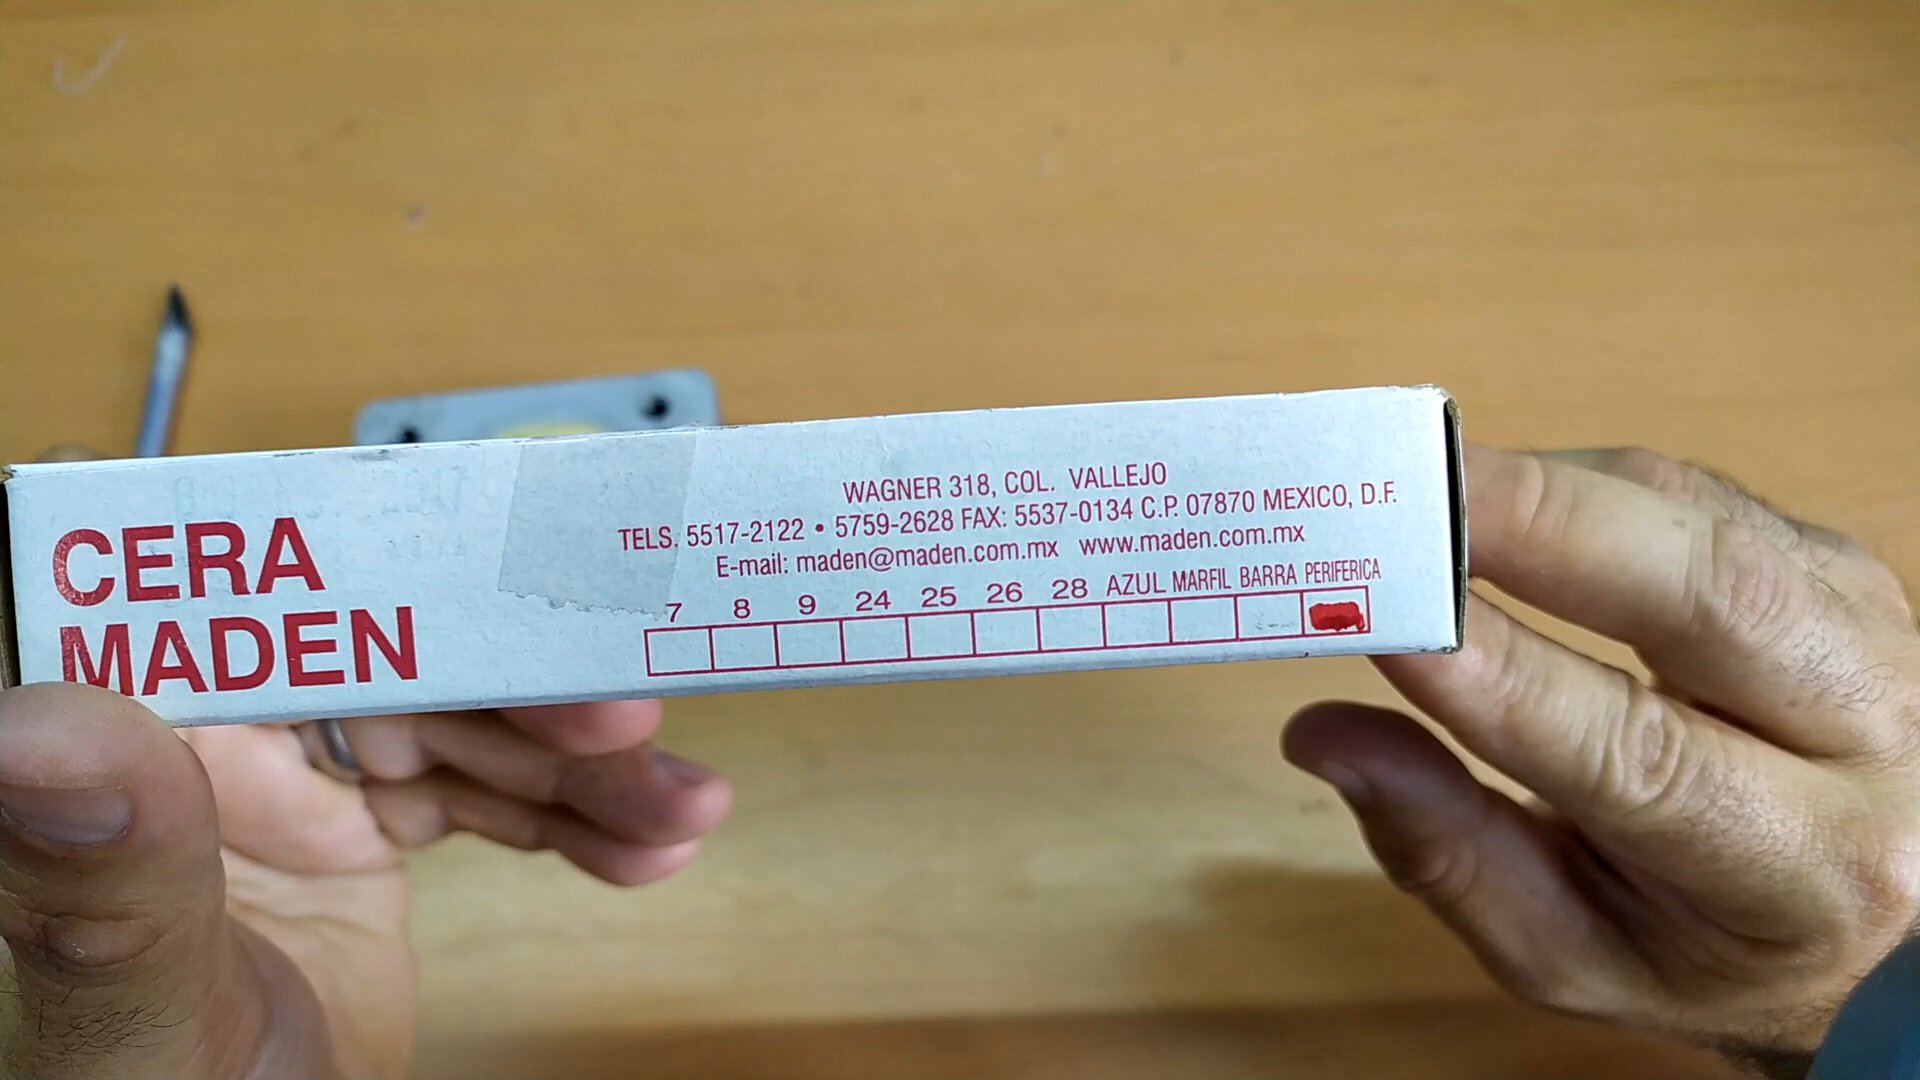 CERA
MADEN
WAGNER 318, COL. VALLEJO
TELS. 5517-2122 • 5759-2628 FAX: 5537-0134 C.P. 07870 MEXICO, D.F.
E-mail: maden@maden.com.mx www.maden.com.mx
7 8 9 24 25 26 28 AZUL MARFIL BARRA PERIFERICA